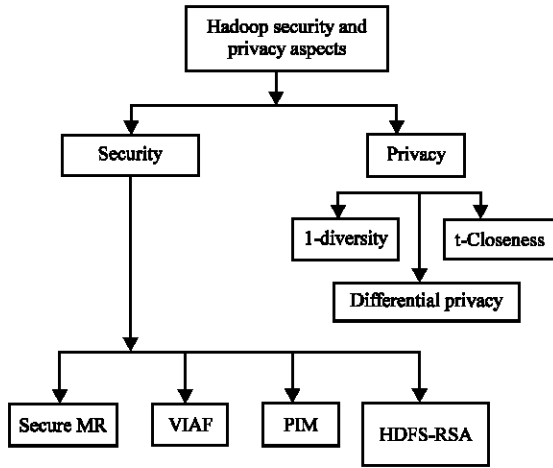 Hadoop security and
privacy aspects
Security
Privacy
1-diversity
t-Closeness
Differential privacy
Secure MR
VIAF
PIM
HDFS-RSA